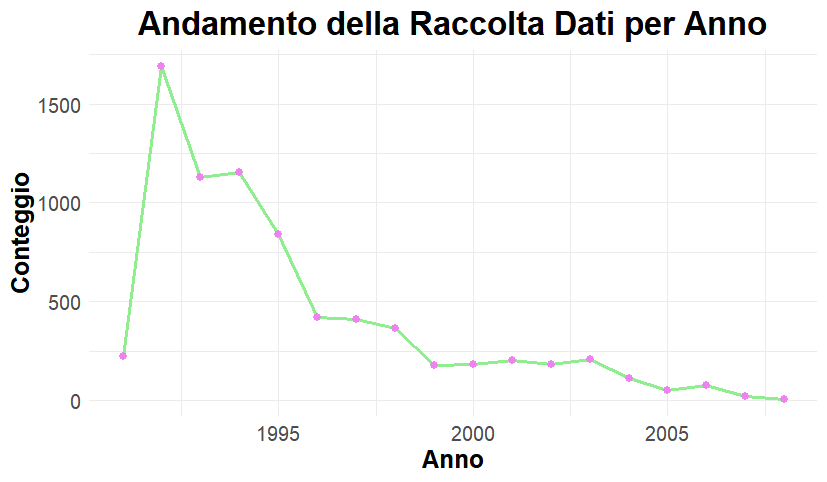 Andamento della Raccolta Dati per Anno
Conteggio
1500
1000
500
0
1995 2000 2005
Anno